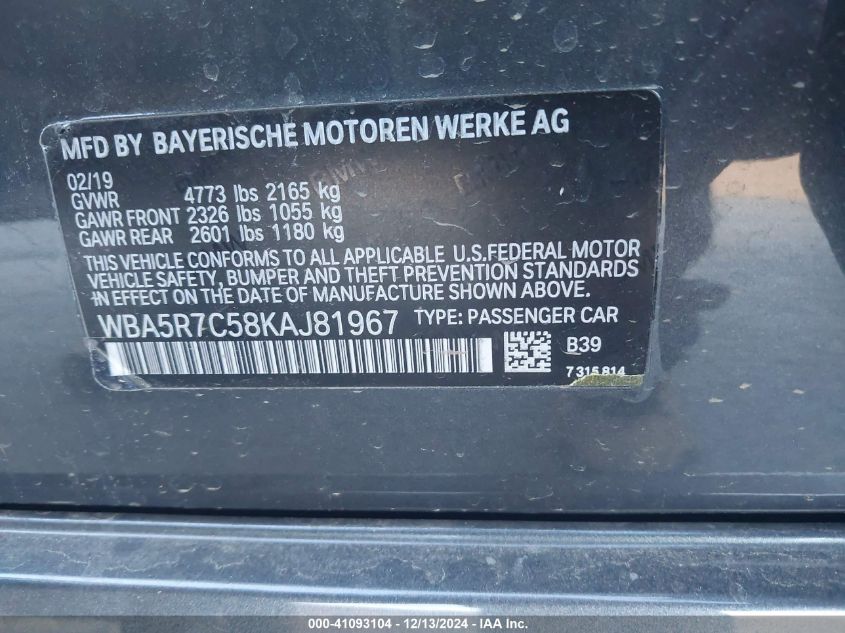 MFD BY BAYERISCHE MOTOREN WERKE AG
02/19
GVWR 4773 lbs 2165 kg
GAWR FRONT 2326 lbs 1055 kg
GAWR REAR 2601 lbs 1180 kg
THIS VEHICLE CONFORMS TO ALL APPLICABLE U.S.FEDERAL MOTOR
VEHICLE SAFETY, BUMPER AND THEFT PREVENTION STANDARDS
IN EFFECT ON THE DATE OF MANUFACTURE SHOWN ABOVE.
WBA5R7C58KAJ81967 TYPE: PASSENGER CAR
B39
7 315 814
000-41093104 - 12/13/2024 - IAA Inc.